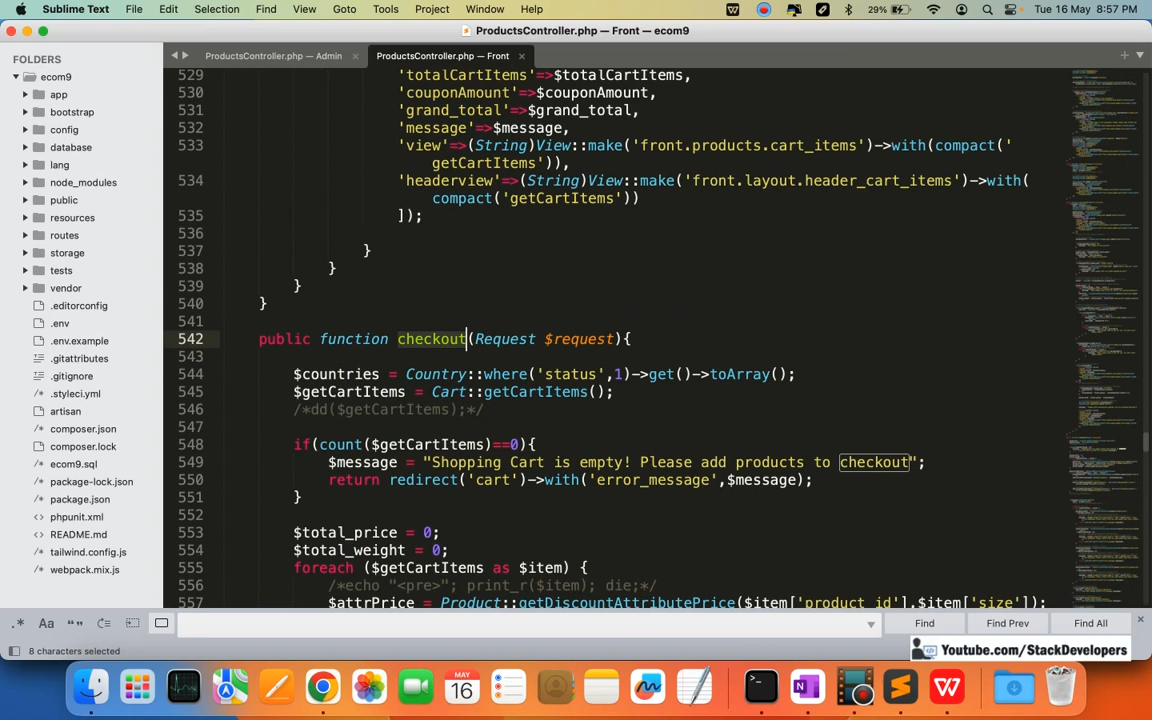 Sublime Text File Edit Selection Find View Goto Tools Project Window Help 29% Tue 16 May 8:57 PM
ProductsController.php — Front — ecom9
FOLDERS
ecom9
app
bootstrap
config
database
lang
node_modules
public
resources
routes
storage
tests
vendor
.editorconfig
.env
.env.example
.gitattributes
.gitignore
.styleci.yml
artisan
composer.json
composer.lock
ecom9.sql
package-lock.json
package.json
phpunit.xml
README.md
tailwind.config.js
webpack.mix.js
ProductsController.php — Admin ProductsController.php — Front
529 'totalCartItems'=>$totalCartItems,
530 'couponAmount'=>$couponAmount,
531 'grand_total'=>$grand_total,
532 'message'=>$message,
533 'view'=>(String)View::make('front.products.cart_items')->with(compact('
getCartItems')),
534 'headerview'=>(String)View::make('front.layout.header_cart_items')->with(
compact('getCartItems'))
535 ]);
536
537 }
538 }
539 }
540 }
541
542 public function checkout(Request $request){
543
544 $countries = Country::where('status',1)->get()->toArray();
545 $getCartItems = Cart::getCartItems();
546 /*dd($getCartItems);*/
547
548 if(count($getCartItems)==0){
549 $message = "Shopping Cart is empty! Please add products to checkout";
550 return redirect('cart')->with('error_message',$message);
551 }
552
553 $total_price = 0;
554 $total_weight = 0;
555 foreach ($getCartItems as $item) {
556 /*echo "<pre>"; print_r($item); die;*/
557 $attrPrice = Product::getDiscountAttributePrice($item['product_id'],$item['size']);
.* Aa “” Find Find Prev Find All
8 characters selected
Youtube.com/StackDevelopers
MAY
16